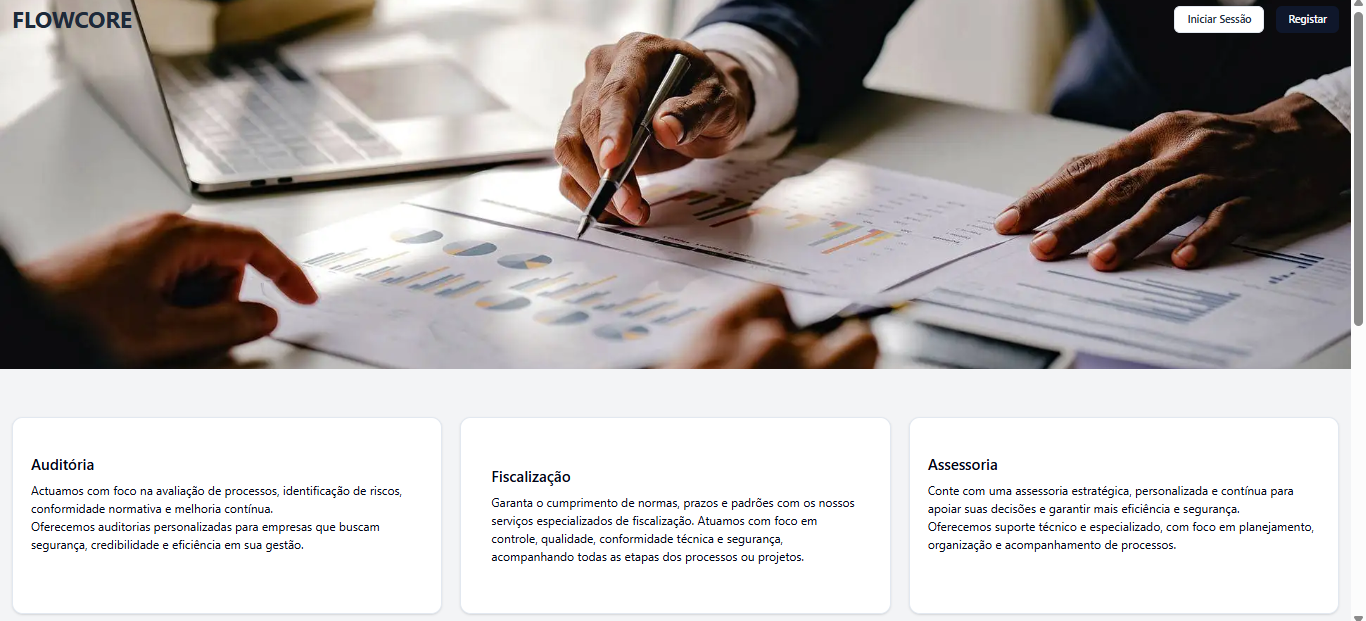 FLOWCORE
Iniciar Sessão
Registar
Auditória
Actuamos com foco na avaliação de processos, identificação de riscos,
conformidade normativa e melhoria contínua.
Oferecemos auditorias personalizadas para empresas que buscam
segurança, credibilidade e eficiência em sua gestão.
Fiscalização
Garanta o cumprimento de normas, prazos e padrões com os nossos
serviços especializados de fiscalização. Atuamos com foco em
controle, qualidade, conformidade técnica e segurança,
acompanhando todas as etapas dos processos ou projetos.
Assessoria
Conte com uma assessoria estratégica, personalizada e contínua para
apoiar suas decisões e garantir mais eficiência e segurança.
Oferecemos suporte técnico e especializado, com foco em planejamento,
organização e acompanhamento de processos.